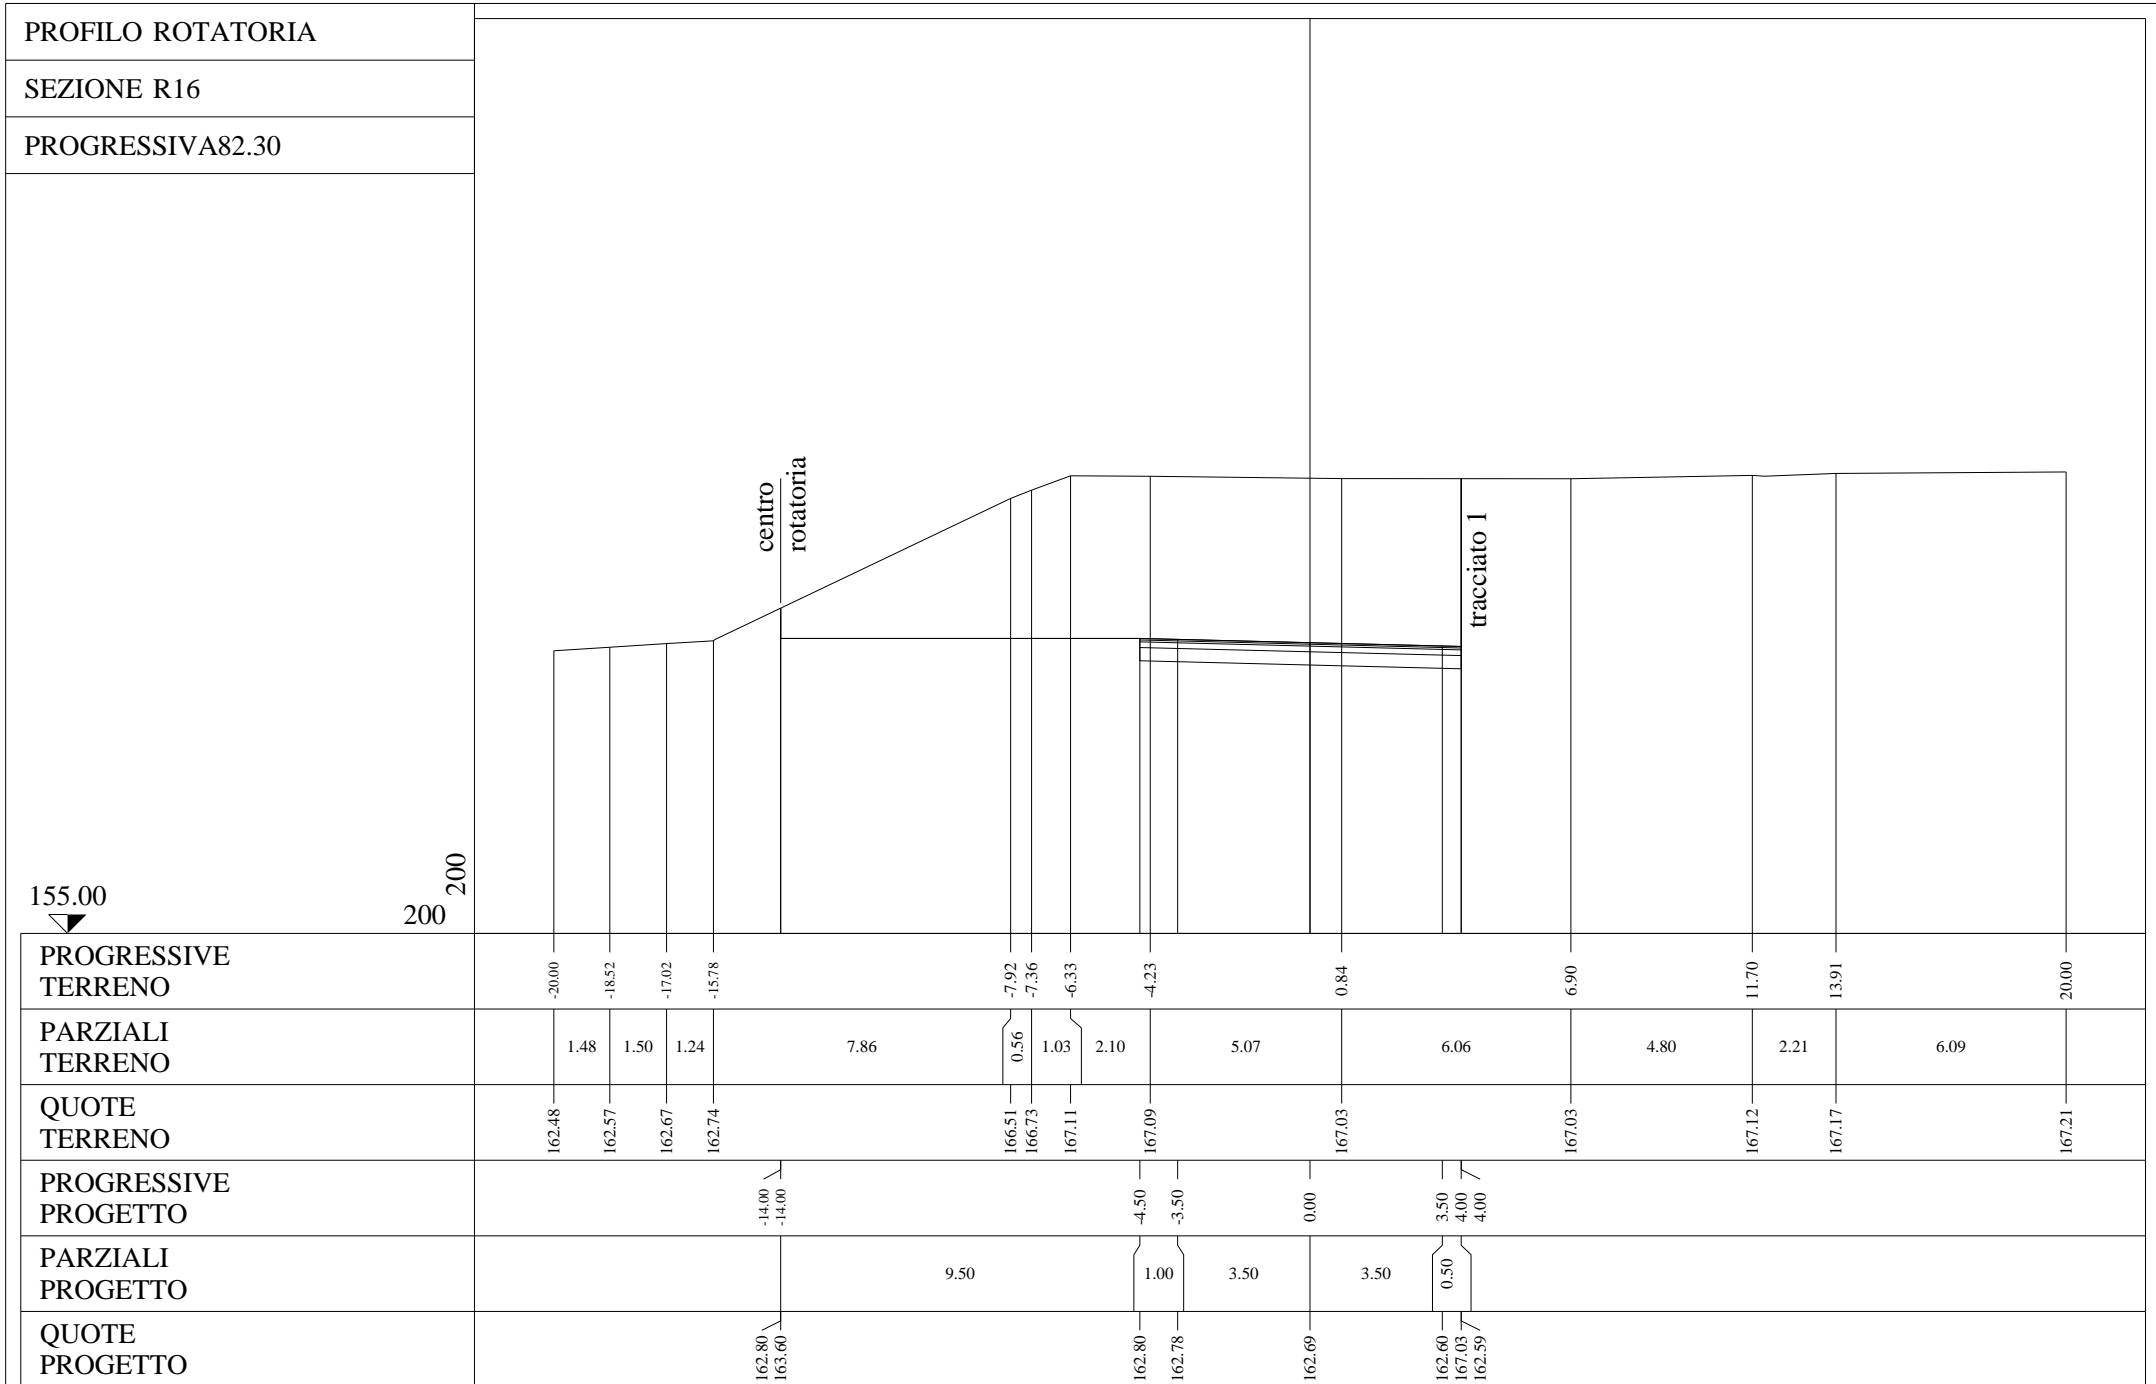 PROFILO ROTATORIA
SEZIONE R16
PROGRESSIVA82.30
centro
rotatoria
tracciato 1
155.00
200
200
PROGRESSIVE
TERRENO
-20.00 -18.52 -17.02 -15.78 -7.92 -7.36 -6.33 -4.23 0.84 6.90 11.70 13.91 20.00
PARZIALI
TERRENO
1.48 1.50 1.24 7.86 0.56 1.03 2.10 5.07 6.06 4.80 2.21 6.09
QUOTE
TERRENO
162.48 162.57 162.67 162.74 166.51 166.73 167.11 167.09 167.03 167.03 167.12 167.17 167.21
PROGRESSIVE
PROGETTO
-14.00 -14.00 -4.50 -3.50 0.00 3.50 4.00 4.00
PARZIALI
PROGETTO
9.50 1.00 3.50 3.50 0.50
QUOTE
PROGETTO
162.80 163.60 162.80 162.78 162.69 162.60 167.03 162.59